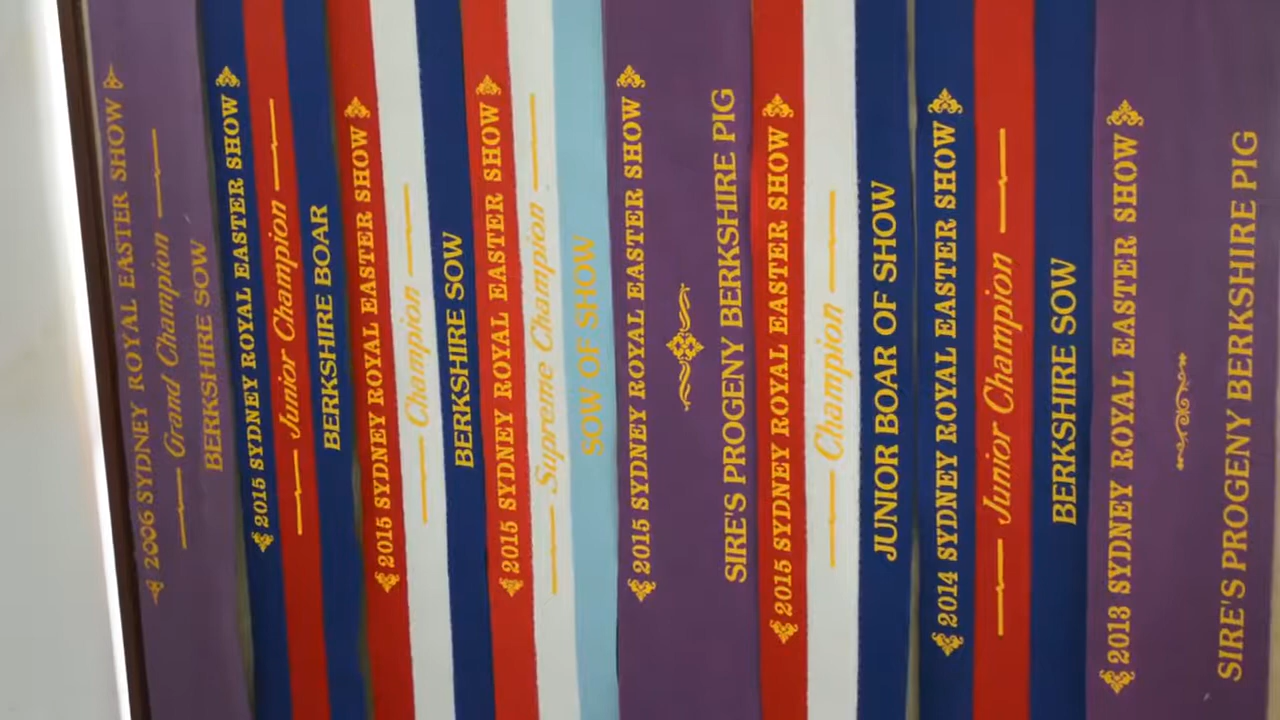 2006 SYDNEY ROYAL EASTER SHOW
Grand Champion
BERKSHIRE SOW
2015 SYDNEY ROYAL EASTER SHOW
Junior Champion
BERKSHIRE BOAR
2015 SYDNEY ROYAL EASTER SHOW
Champion
BERKSHIRE SOW
2015 SYDNEY ROYAL EASTER SHOW
Supreme Champion
SOW OF SHOW
2015 SYDNEY ROYAL EASTER SHOW
SIRE'S PROGENY BERKSHIRE PIG
2015 SYDNEY ROYAL EASTER SHOW
Champion
JUNIOR BOAR OF SHOW
2014 SYDNEY ROYAL EASTER SHOW
Junior Champion
BERKSHIRE SOW
2013 SYDNEY ROYAL EASTER SHOW
SIRE'S PROGENY BERKSHIRE PIG